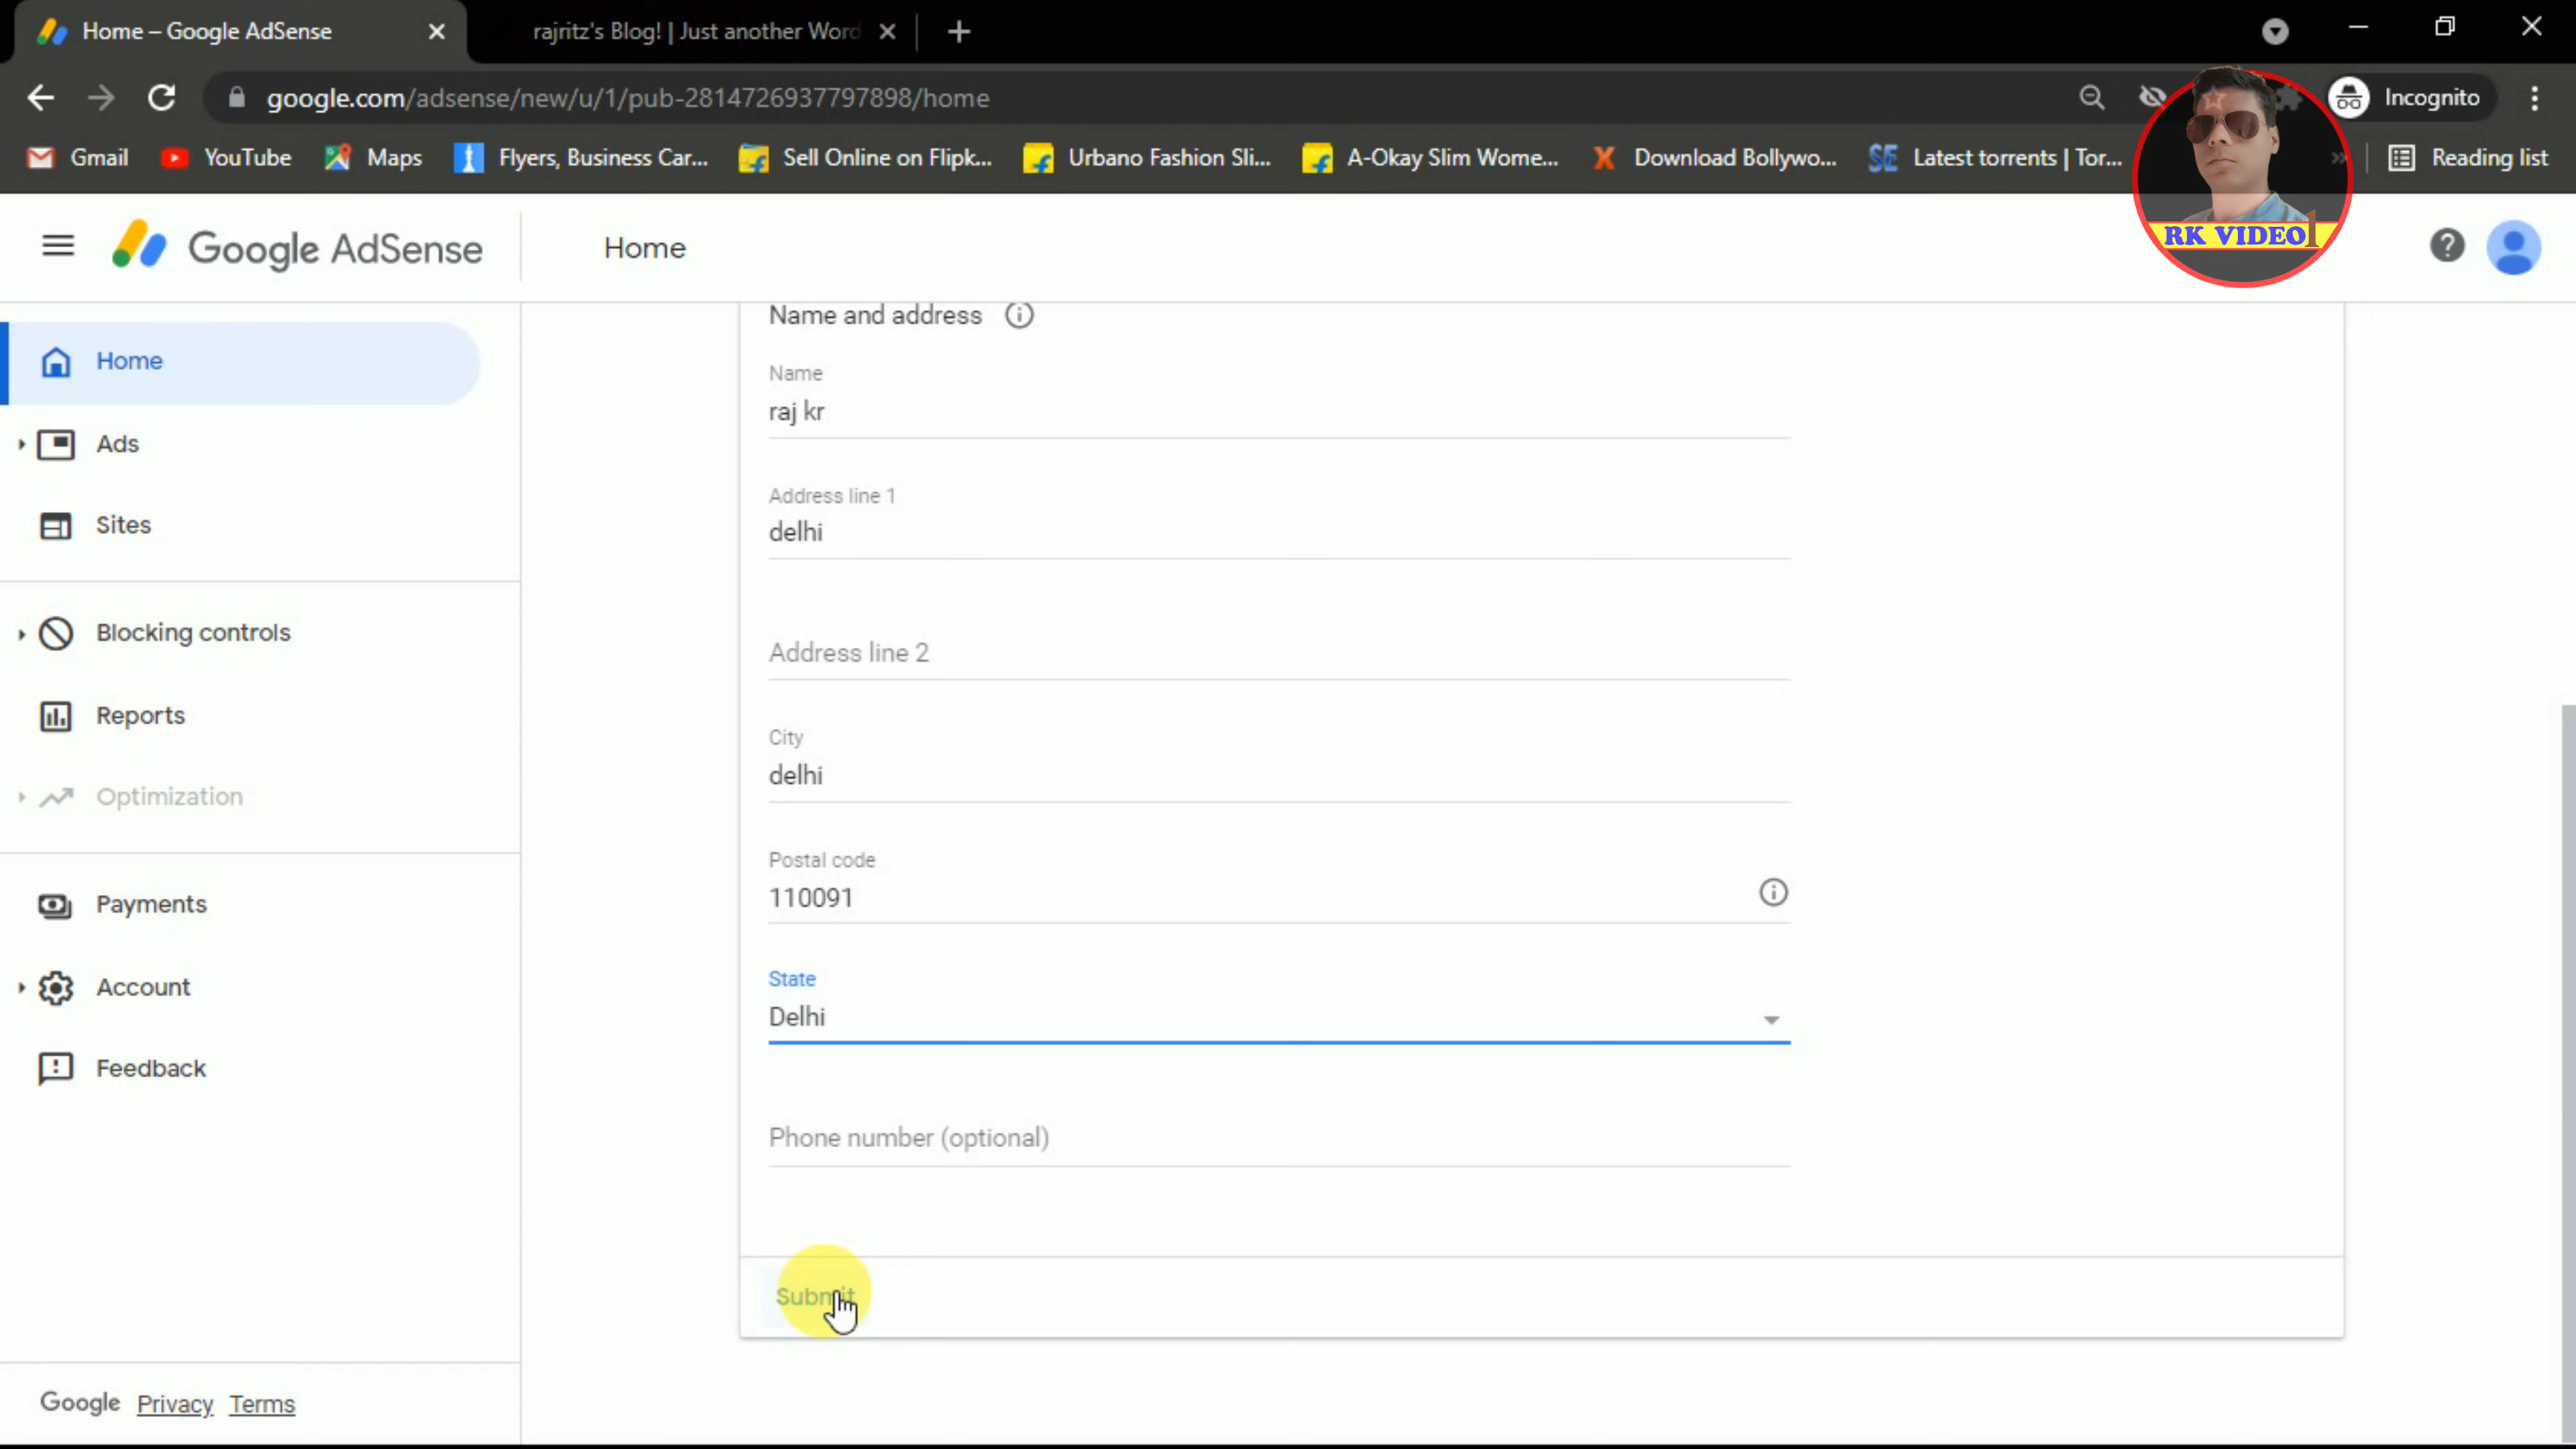 Home – Google AdSense
rajritz's Blog! | Just another Word
google.com/adsense/new/u/1/pub-2814726937797898/home
Incognito
Gmail
YouTube
Maps
Flyers, Business Car...
Sell Online on Flipk...
Urbano Fashion Sli...
A-Okay Slim Wome...
Download Bollywo...
Latest torrents | Tor...
Reading list
RK VIDEO1
Google AdSense
Home
Home
Ads
Sites
Blocking controls
Reports
Optimization
Payments
Account
Feedback
Google Privacy Terms
Name and address
Name
raj kr
Address line 1
delhi
Address line 2
City
delhi
Postal code
110091
State
Delhi
Phone number (optional)
Submit